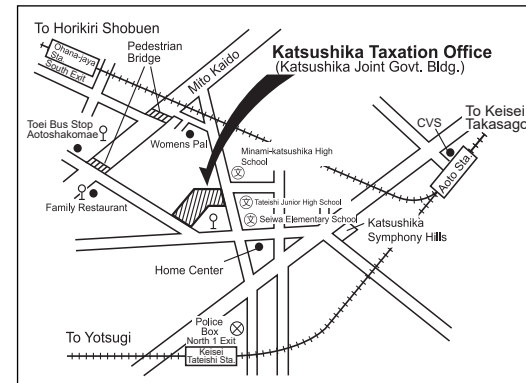 To Horikiri Shobuen
Ohana-jaya
Sta.
South Exit
Pedestrian
Bridge
Mito Kaido
Katsushika Taxation Office
(Katsushika Joint Govt. Bldg.)
To Keisei
Takasago
CVS
Aoto Sta.
Toei Bus Stop
Aotoshakomae
Womens Pal
Minami-katsushika High
School
文
Family Restaurant
文
Tateishi Junior High School
文
Seiwa Elementary School
Katsushika
Symphony Hills
Home Center
Police
Box
North 1 Exit
Keisei
Tateishi Sta.
To Yotsugi